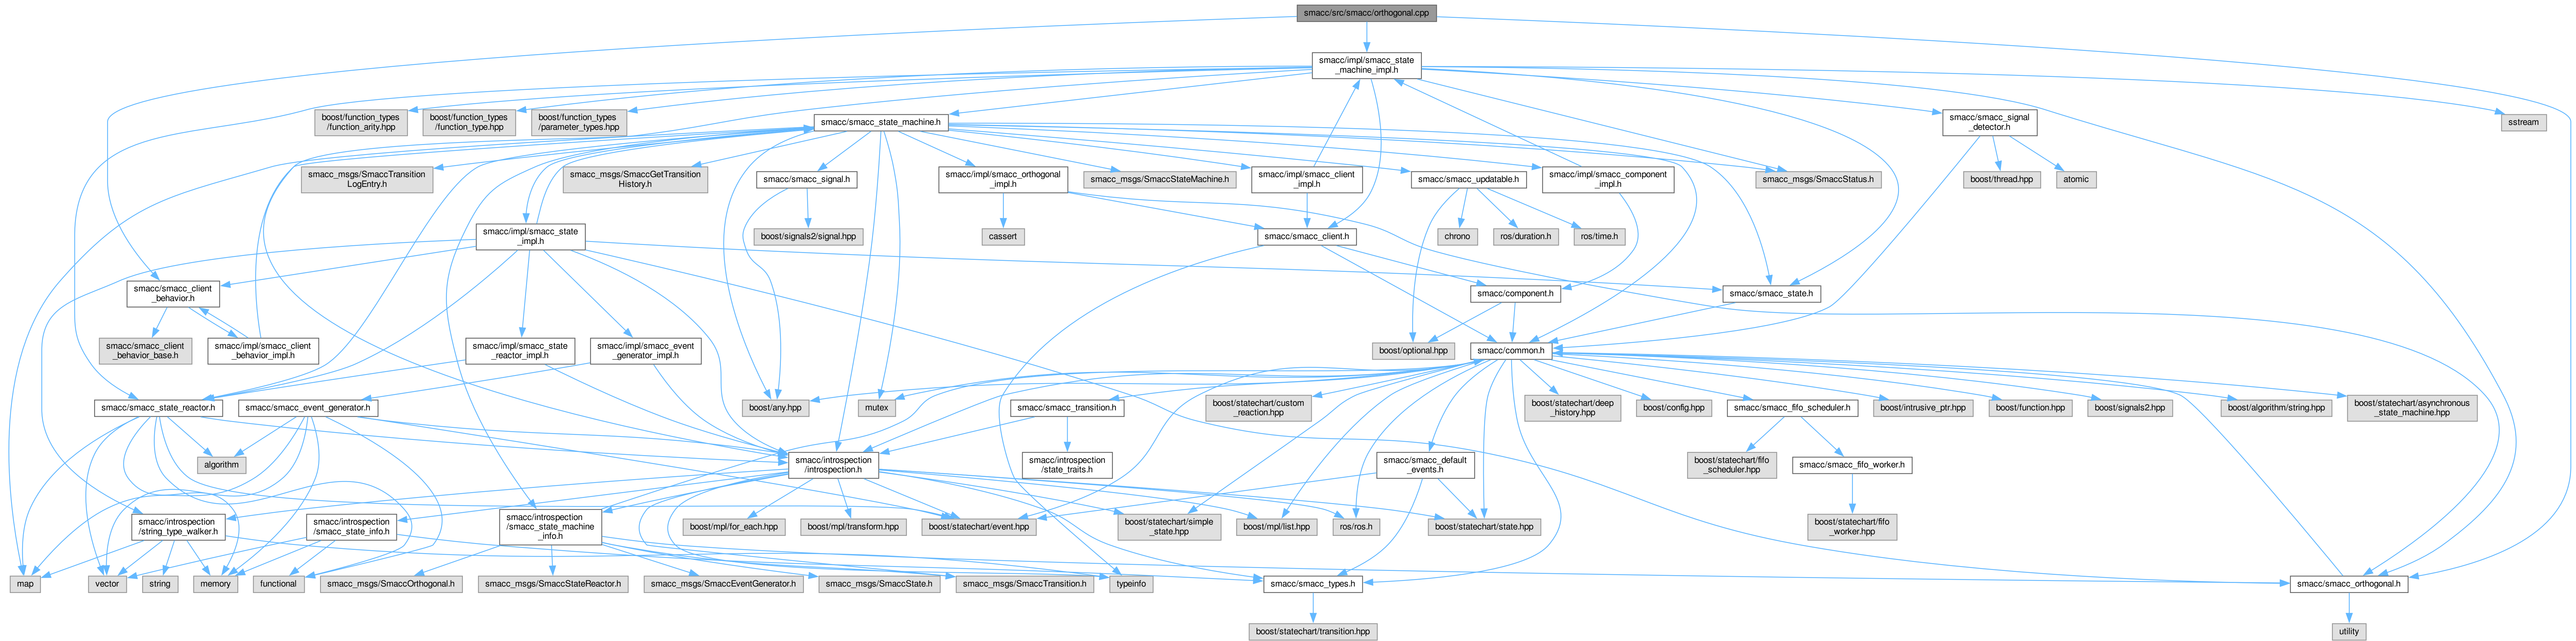 smacc/src/smacc/orthogonal.cpp
smacc/impl/smacc_state
_machine_impl.h
boost/function_types
/function_arity.hpp
boost/function_types
/function_type.hpp
boost/function_types
/parameter_types.hpp
smacc/smacc_state_machine.h
smacc/smacc_signal
_detector.h
sstream
smacc_msgs/SmaccTransition
LogEntry.h
smacc_msgs/SmaccGetTransition
History.h
smacc/smacc_signal.h
smacc/impl/smacc_orthogonal
_impl.h
smacc_msgs/SmaccStateMachine.h
smacc/impl/smacc_client
_impl.h
smacc/smacc_updatable.h
smacc/impl/smacc_component
_impl.h
smacc_msgs/SmaccStatus.h
boost/thread.hpp
atomic
smacc/impl/smacc_state
_impl.h
boost/signals2/signal.hpp
cassert
smacc/smacc_client.h
chrono
ros/duration.h
ros/time.h
smacc/smacc_client
_behavior.h
smacc/component.h
smacc/smacc_state.h
smacc/smacc_client
_behavior_base.h
smacc/impl/smacc_client
_behavior_impl.h
smacc/impl/smacc_state
_reactor_impl.h
smacc/impl/smacc_event
_generator_impl.h
boost/optional.hpp
smacc/common.h
smacc/smacc_state_reactor.h
smacc/smacc_event_generator.h
boost/any.hpp
mutex
smacc/smacc_transition.h
boost/statechart/custom
_reaction.hpp
boost/statechart/deep
_history.hpp
boost/config.hpp
smacc/smacc_fifo_scheduler.h
boost/intrusive_ptr.hpp
boost/function.hpp
boost/signals2.hpp
boost/algorithm/string.hpp
boost/statechart/asynchronous
_state_machine.hpp
algorithm
smacc/introspection
/introspection.h
smacc/introspection
/state_traits.h
smacc/smacc_default
_events.h
boost/statechart/fifo
_scheduler.hpp
smacc/smacc_fifo_worker.h
smacc/introspection
/string_type_walker.h
smacc/introspection
/smacc_state_info.h
smacc/introspection
/smacc_state_machine
_info.h
boost/mpl/for_each.hpp
boost/mpl/transform.hpp
boost/statechart/event.hpp
boost/statechart/simple
_state.hpp
boost/mpl/list.hpp
ros/ros.h
boost/statechart/state.hpp
boost/statechart/fifo
_worker.hpp
map
vector
string
memory
functional
smacc_msgs/SmaccOrthogonal.h
smacc_msgs/SmaccStateReactor.h
smacc_msgs/SmaccEventGenerator.h
smacc_msgs/SmaccState.h
smacc_msgs/SmaccTransition.h
typeinfo
smacc/smacc_types.h
smacc/smacc_orthogonal.h
boost/statechart/transition.hpp
utility